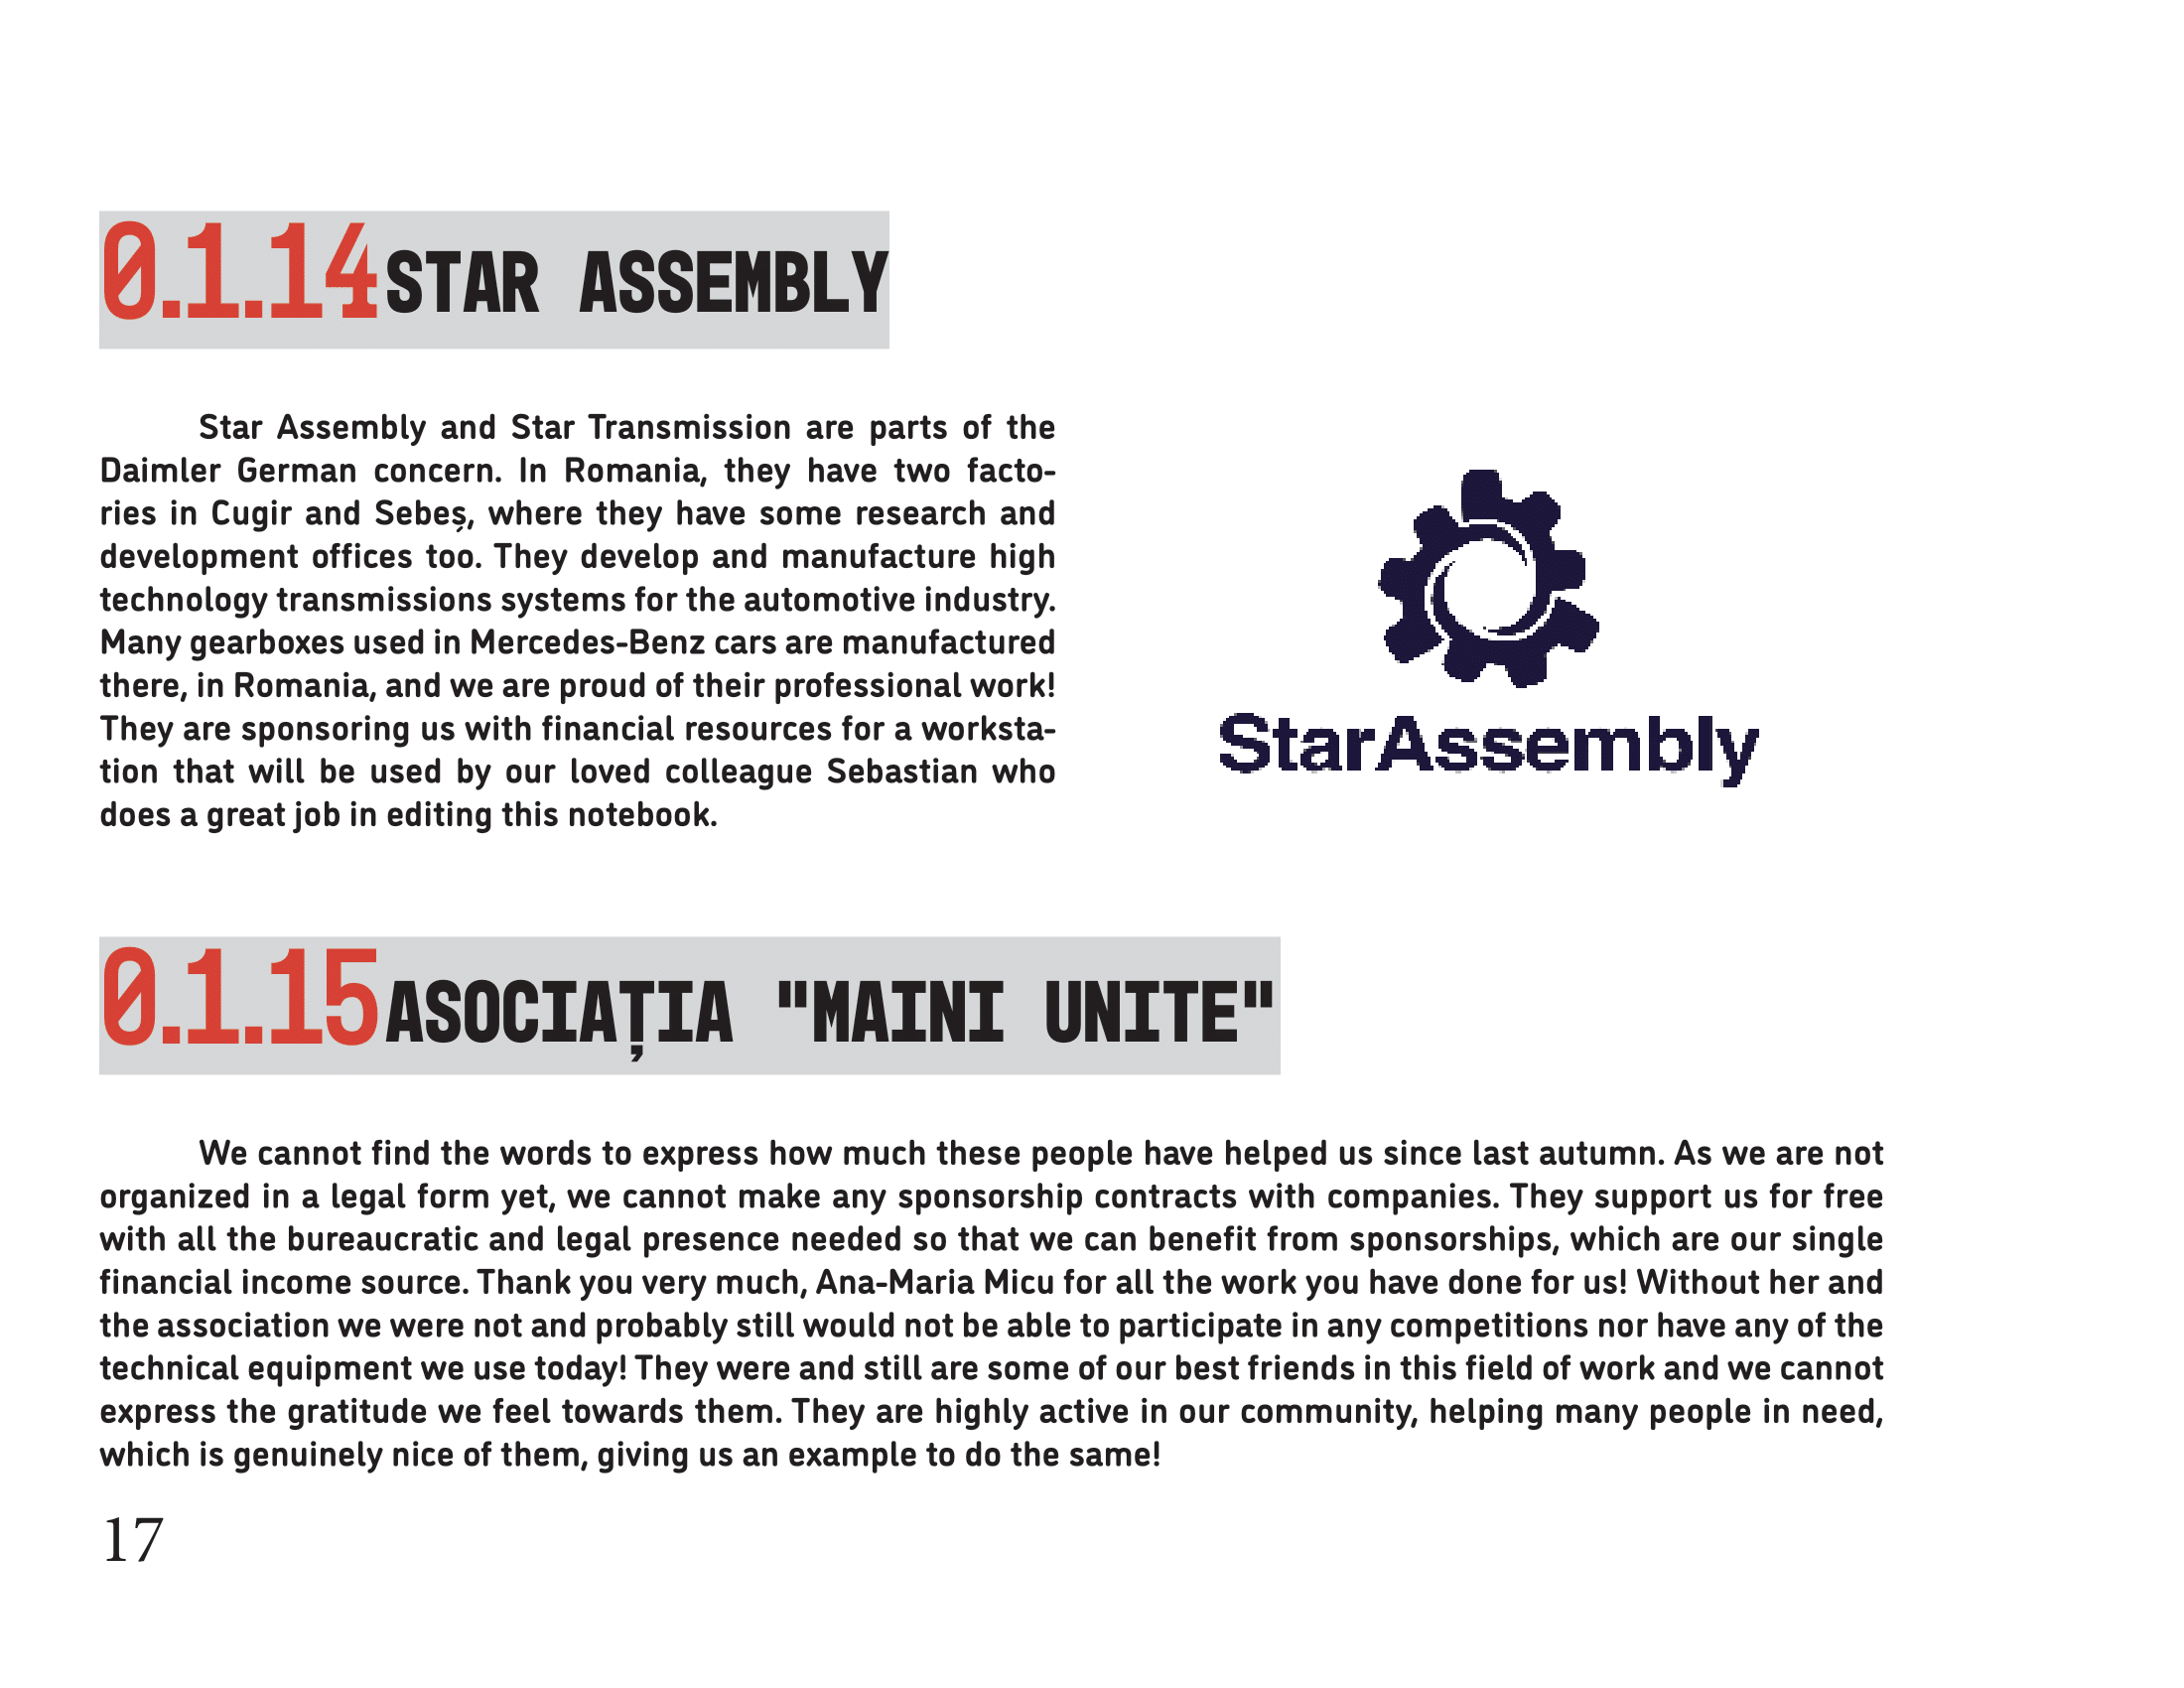 0.1.14 STAR ASSEMBLY
Star Assembly and Star Transmission are parts of the
Daimler German concern. In Romania, they have two facto-
ries in Cugir and Sebeș, where they have some research and
development offices too. They develop and manufacture high
technology transmissions systems for the automotive industry.
Many gearboxes used in Mercedes-Benz cars are manufactured
there, in Romania, and we are proud of their professional work!
They are sponsoring us with financial resources for a worksta-
tion that will be used by our loved colleague Sebastian who
does a great job in editing this notebook.
StarAssembly
0.1.15 ASOCIAȚIA "MAINI UNITE"
We cannot find the words to express how much these people have helped us since last autumn. As we are not
organized in a legal form yet, we cannot make any sponsorship contracts with companies. They support us for free
with all the bureaucratic and legal presence needed so that we can benefit from sponsorships, which are our single
financial income source. Thank you very much, Ana-Maria Micu for all the work you have done for us! Without her and
the association we were not and probably still would not be able to participate in any competitions nor have any of the
technical equipment we use today! They were and still are some of our best friends in this field of work and we cannot
express the gratitude we feel towards them. They are highly active in our community, helping many people in need,
which is genuinely nice of them, giving us an example to do the same!
17